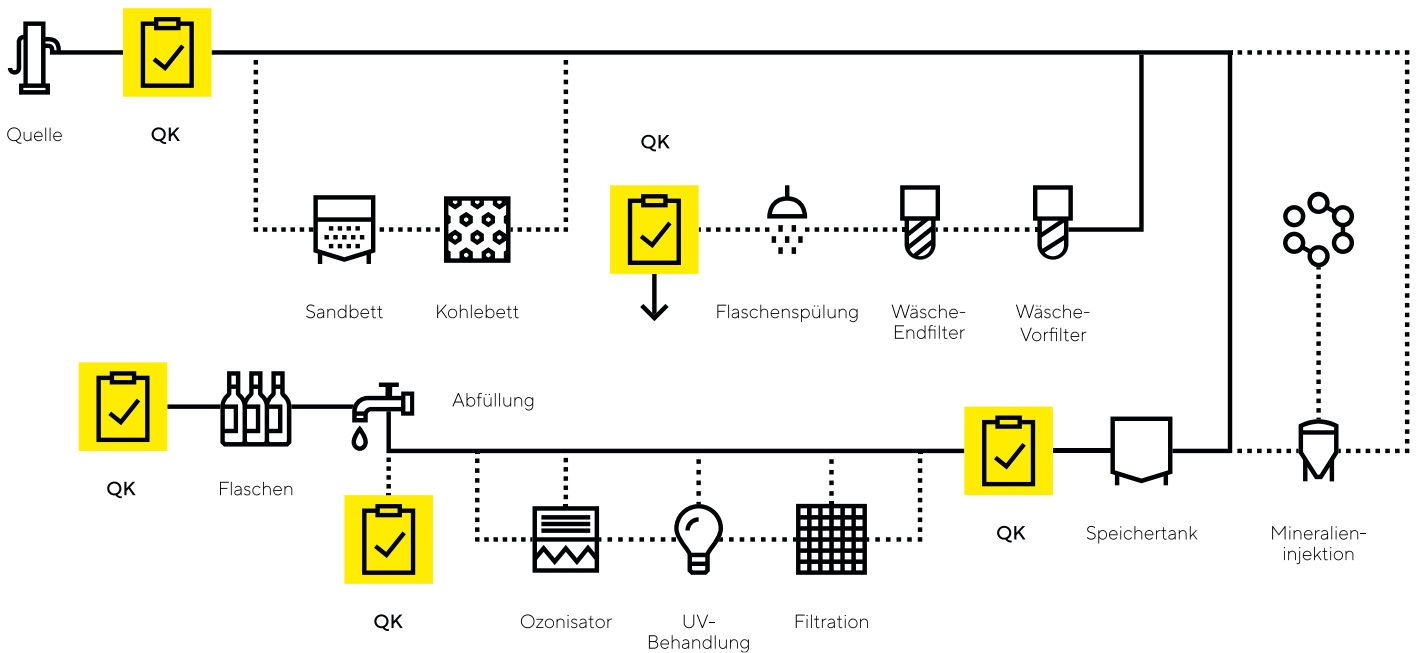 Quelle
QK
QK
Sandbett
Kohlebett
Flaschenspülung
Wäsche-
Endfilter
Wäsche-
Vorfilter
Abfüllung
QK
Flaschen
QK
Speichertank
Mineralien-
injektion
QK
Ozonisator
UV-
Behandlung
Filtration